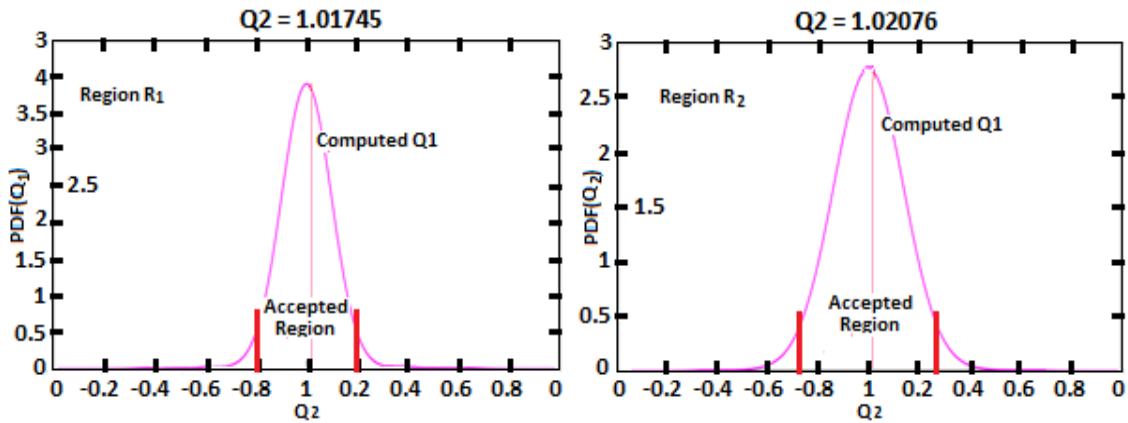 Q2 = 1.01745
3
4
3.5
3
2.5
2
1.5
1
0.5
0
PDF(Q1)
Region R1
Computed Q1
Accepted
Region
0 -0.2 -0.4 -0.6 -0.8 1 0.2 0.4 0.6 0.8 0
Q2
Q2 = 1.02076
3
2.5
2
1.5
1
0.5
0
PDF(Q2)
Region R2
Computed Q1
Accepted
Region
0 -0.2 -0.4 -0.6 -0.8 1 0.2 0.4 0.6 0.8 0
Q2